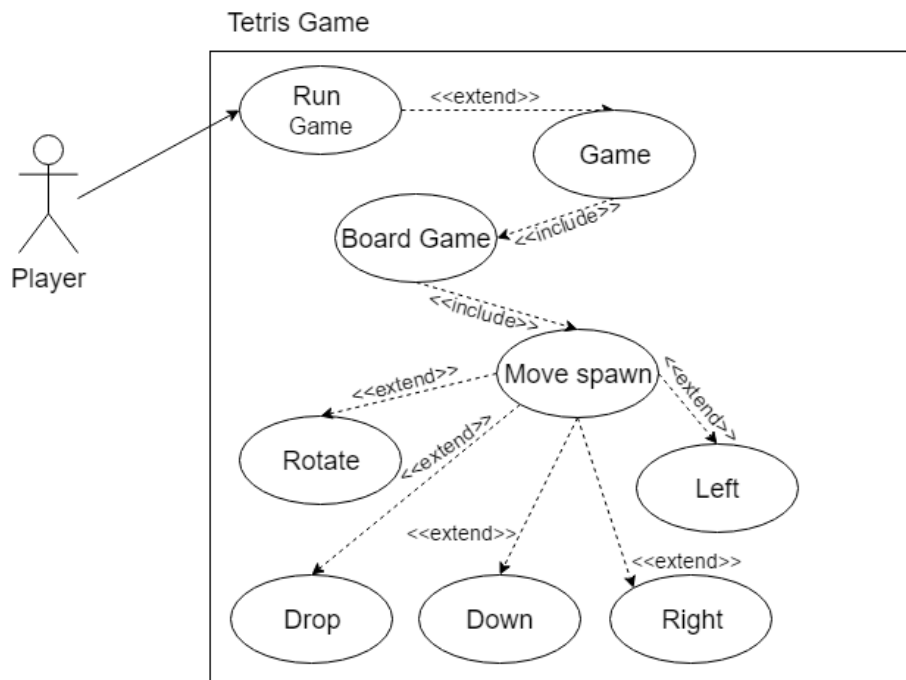 Tetris Game
Run
Game
<<extend>>
Game
Player
Board Game
<<include>>
<<include>>
Move spawn
<<extend>>
<<extend>>
<<extend>>
Rotate
Left
<<extend>>
<<extend>>
Drop
Down
Right